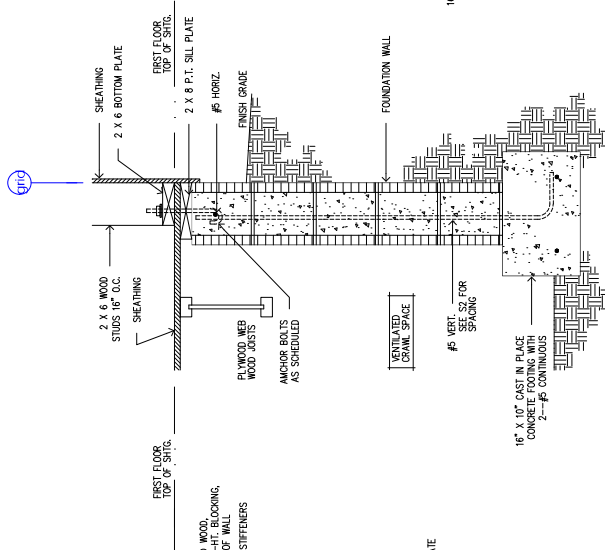 grid
SHEATHING
2 X 6 BOTTOM PLATE
FIRST FLOOR
TOP OF SHTG.
2 X 8 P.T. SILL PLATE
#5 HORIZ.
FINISH GRADE
FOUNDATION WALL
16
2 X 6 WOOD
STUDS 16" O.C.
SHEATHING
PLYWOOD WEB
WOOD JOISTS
AMCHOR BOLTS
AS SCHEDULED
VENTILATED
CRAWL SPACE
#5 VERT.
SEE S2 FOR
SPACING
16" X 10" CAST IN PLACE
CONCRETE FOOTING WITH
2--#5 CONTINUOUS
FIRST FLOOR
TOP OF SHTG.
D WOOD,
-HT. BLOCKING,
OF WALL
STIFFENERS
ATE